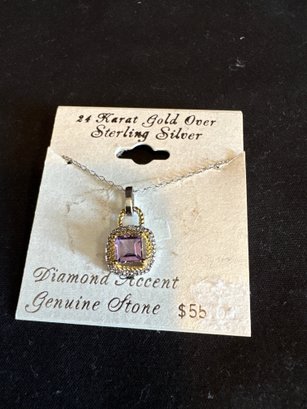 24 Karat Gold Over
Sterling Silver
Diamond Accent
Genuine Stone $55